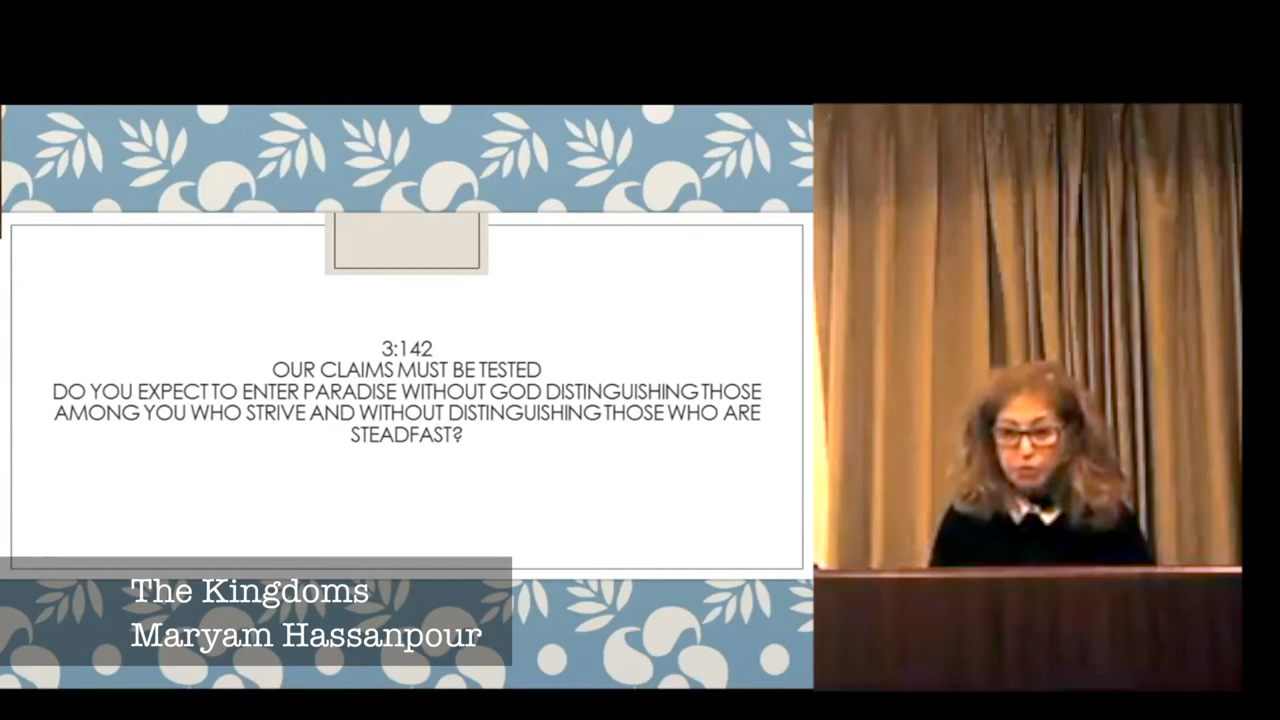 3:142
OUR CLAIMS MUST BE TESTED
DO YOU EXPECT TO ENTER PARADISE WITHOUT GOD DISTINGUISHING THOSE
AMONG YOU WHO STRIVE AND WITHOUT DISTINGUISHING THOSE WHO ARE
STEADFAST?
The Kingdoms
Maryam Hassanpour